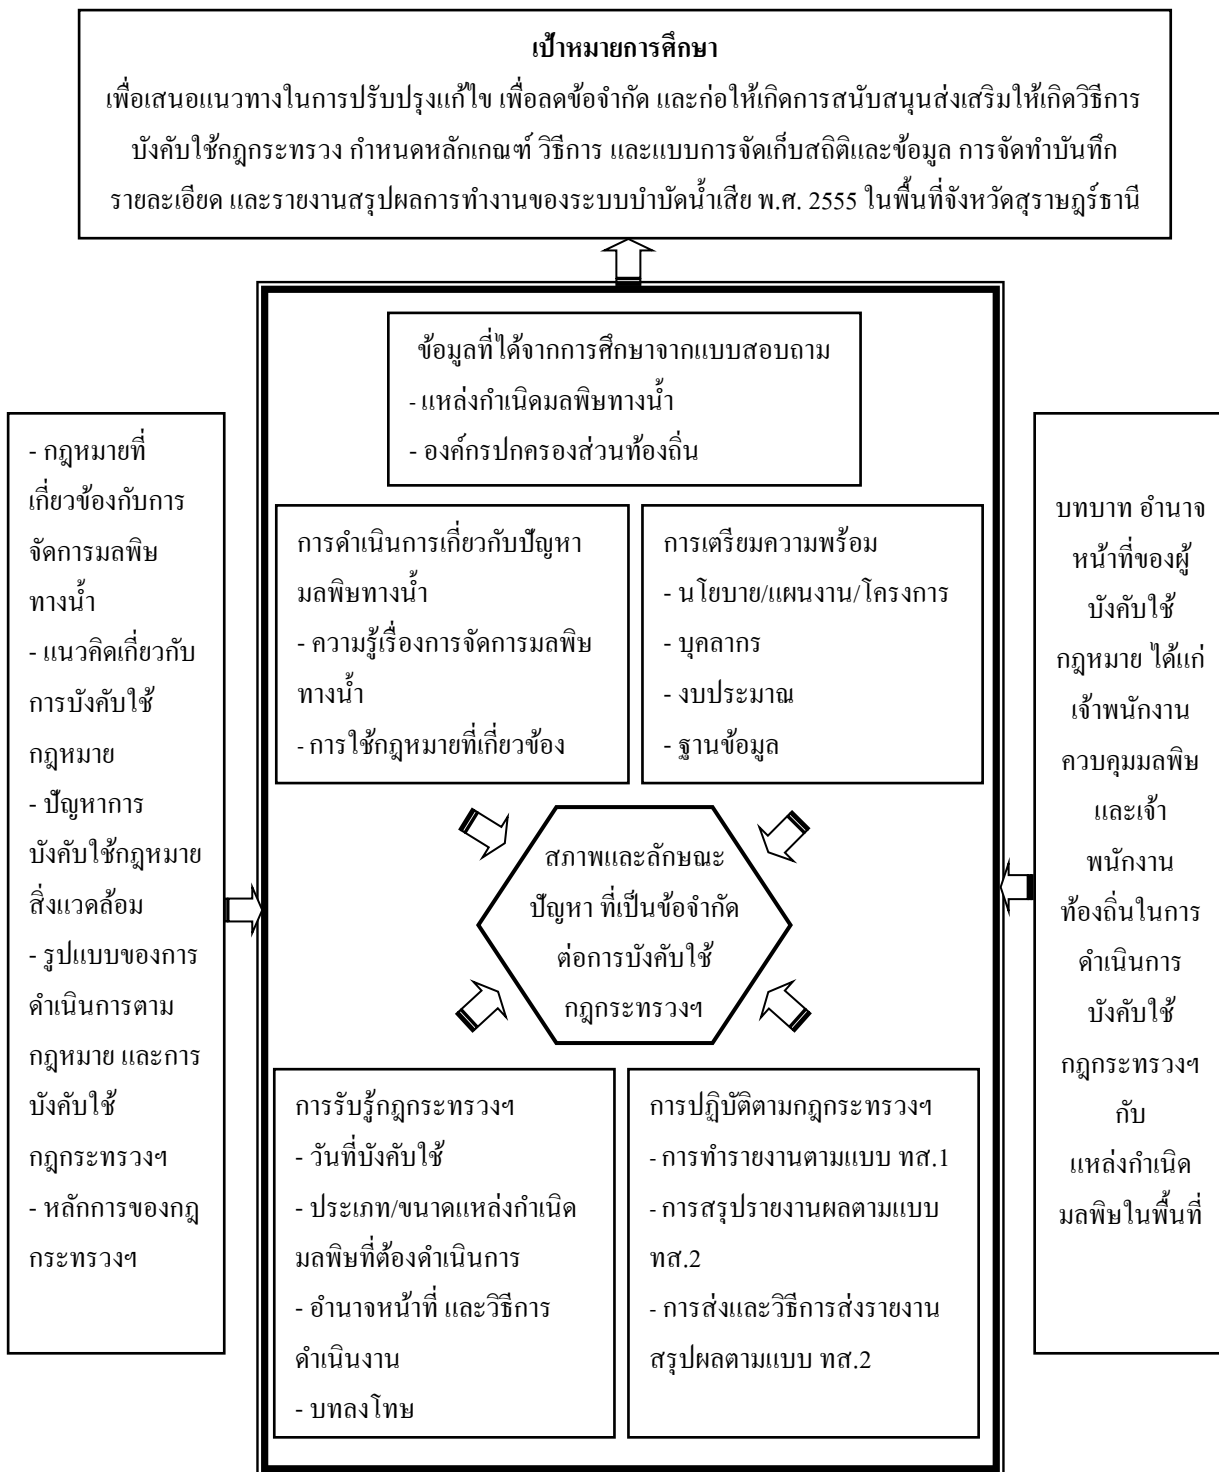 เป้าหมายการศึกษา
เพื่อเสนอแนวทางในการปรับปรุงแก้ไข เพื่อลดข้อจำกัด และก่อให้เกิดการสนับสนุนส่งเสริมให้เกิดวิธีการ
บังคับใช้กฎกระทรวง กำหนดหลักเกณฑ์ วิธีการ และแบบการจัดเก็บสถิติและข้อมูล การจัดทำบันทึก
รายละเอียด และรายงานสรุปผลการทำงานของระบบบำบัดน้ำเสีย พ.ศ. 2555 ในพื้นที่จังหวัดสุราษฎร์ธานี
ข้อมูลที่ได้จากการศึกษาจากแบบสอบถาม
- แหล่งกำเนิดมลพิษทางน้ำ
- องค์กรปกครองส่วนท้องถิ่น
- กฎหมายที่
เกี่ยวข้องกับการ
จัดการมลพิษ
ทางน้ำ
- แนวคิดเกี่ยวกับ
การบังคับใช้
กฎหมาย
- ปัญหาการ
บังคับใช้กฎหมาย
สิ่งแวดล้อม
- รูปแบบของการ
ดำเนินการตาม
กฎหมาย และการ
บังคับใช้
กฎกระทรวงฯ
- หลักการของกฎ
กระทรวงฯ
การดำเนินการเกี่ยวกับปัญหา
มลพิษทางน้ำ
- ความรู้เรื่องการจัดการมลพิษ
ทางน้ำ
- การใช้กฎหมายที่เกี่ยวข้อง
การเตรียมความพร้อม
- นโยบาย/แผนงาน/โครงการ
- บุคลากร
- งบประมาณ
- ฐานข้อมูล
สภาพและลักษณะ
ปัญหา ที่เป็นข้อจำกัด
ต่อการบังคับใช้
กฎกระทรวงฯ
การรับรู้กฎกระทรวงฯ
- วันที่บังคับใช้
- ประเภท/ขนาดแหล่งกำเนิด
มลพิษที่ต้องดำเนินการ
- อำนาจหน้าที่ และวิธีการ
ดำเนินงาน
- บทลงโทษ
การปฏิบัติตามกฎกระทรวงฯ
- การทำรายงานตามแบบ ทส.1
- การสรุปรายงานผลตามแบบ
ทส.2
- การส่งและวิธีการส่งรายงาน
สรุปผลตามแบบ ทส.2
บทบาท อำนาจ
หน้าที่ของผู้
บังคับใช้
กฎหมาย ได้แก่
เจ้าพนักงาน
ควบคุมมลพิษ
และเจ้า
พนักงาน
ท้องถิ่นในการ
ดำเนินการ
บังคับใช้
กฎกระทรวงฯ
กับ
แหล่งกำเนิด
มลพิษในพื้นที่